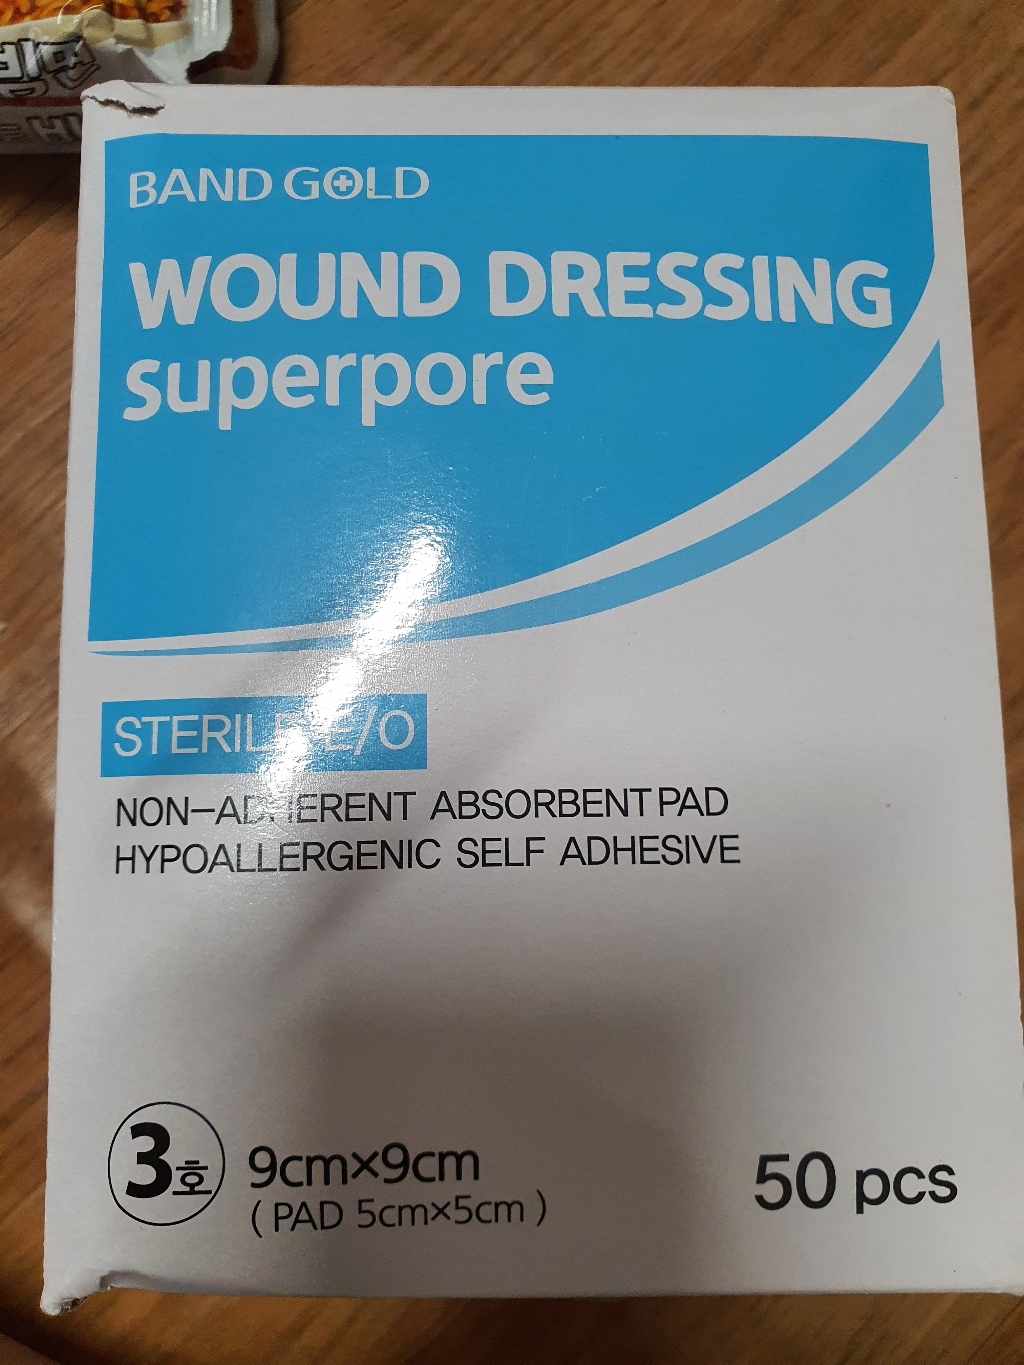 BAND GOLD
WOUND DRESSING
superpore
STERILE E/O
NON-ADHERENT ABSORBENT PAD
HYPOALLERGENIC SELF ADHESIVE
3호 9cm×9cm
( PAD 5cm×5cm )
50 pcs